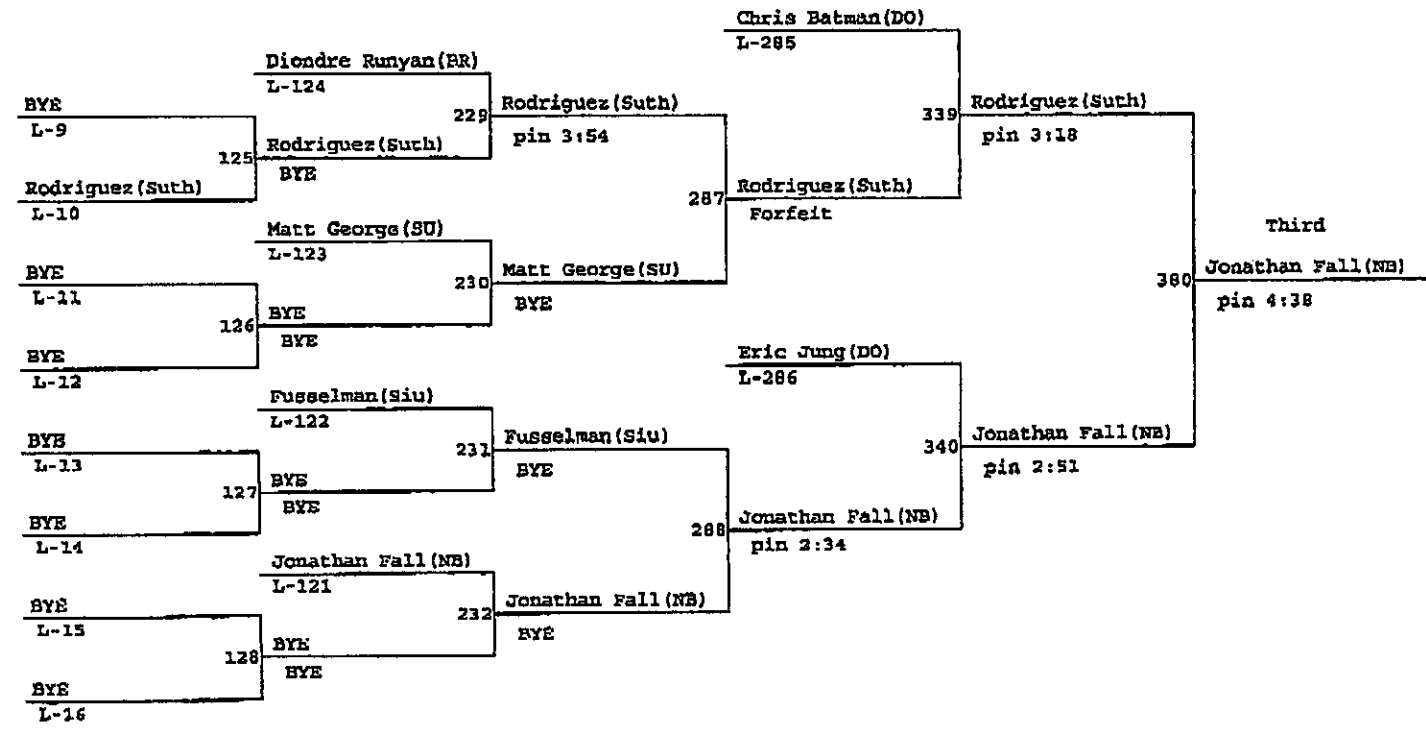 Chris Batman(DO)
L-285
Diondre Runyan(BR)
L-124
BYE
L-9
229
Rodriguez(Suth)
pin 3:54
339
Rodriguez(Suth)
pin 3:18
125
Rodriguez(Suth)
BYE
Rodriguez(Suth)
L-10
287
Rodriguez(Suth)
Forfeit
Matt George(SU)
L-123
Third
BYE
L-11
230
Matt George(SU)
BYE
380
Jonathan Fall(NB)
pin 4:38
126
BYE
BYE
BYE
L-12
Eric Jung(DO)
L-286
Fusselman(Siu)
L-122
BYE
L-13
231
Fusselman(Siu)
BYE
340
Jonathan Fall(NB)
pin 2:51
127
BYE
BYE
BYE
L-14
288
Jonathan Fall(NB)
pin 2:34
Jonathan Fall(NB)
L-121
BYE
L-15
232
Jonathan Fall(NB)
BYE
128
BYE
BYE
BYE
L-16